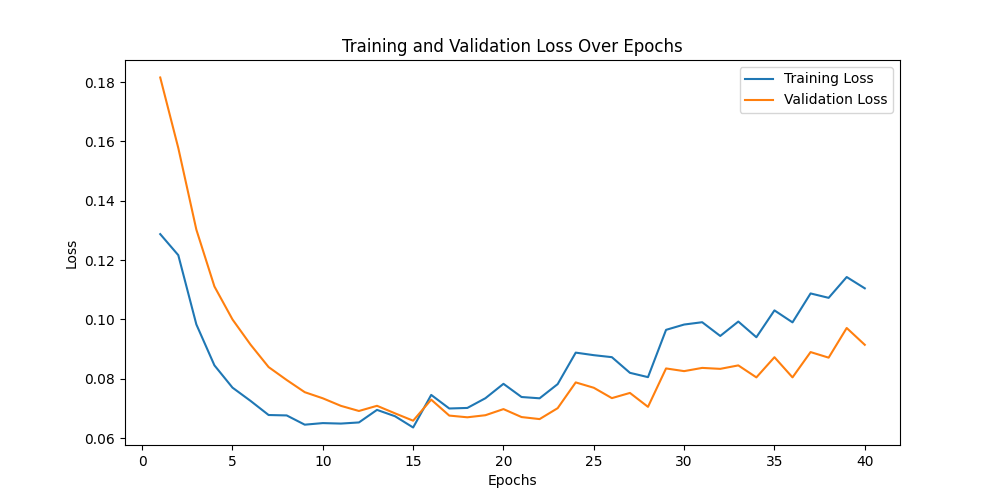 Training and Validation Loss Over Epochs
Training Loss
Validation Loss
0.18
0.16
0.14
0.12
0.10
0.08
0.06
Loss
0 5 10 15 20 25 30 35 40
Epochs